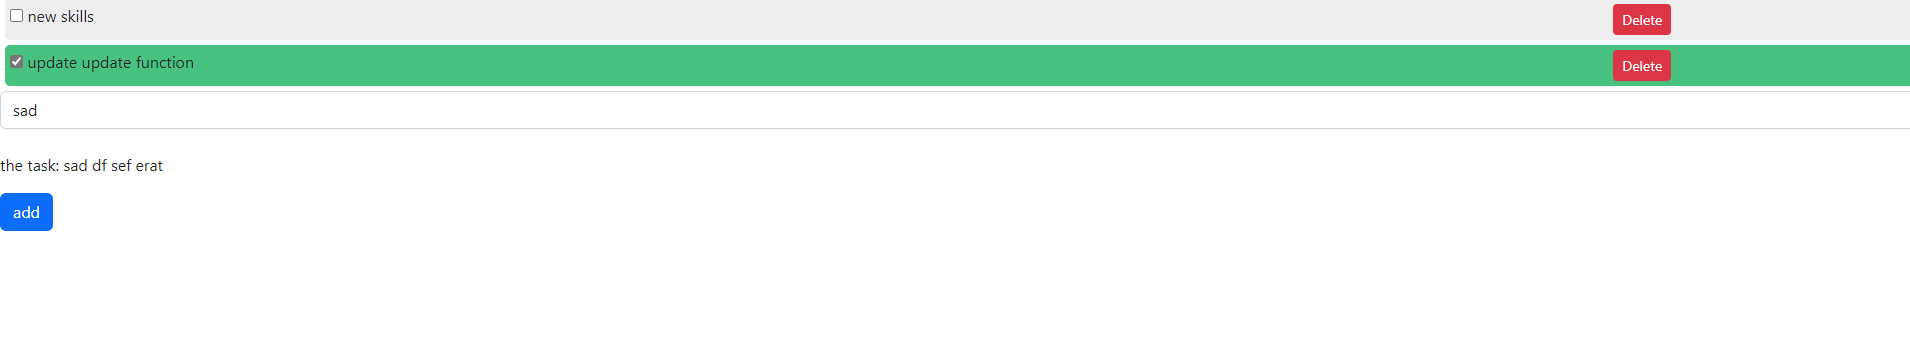 new skills Delete
update update function Delete
sad
the task: sad df sef erat
add